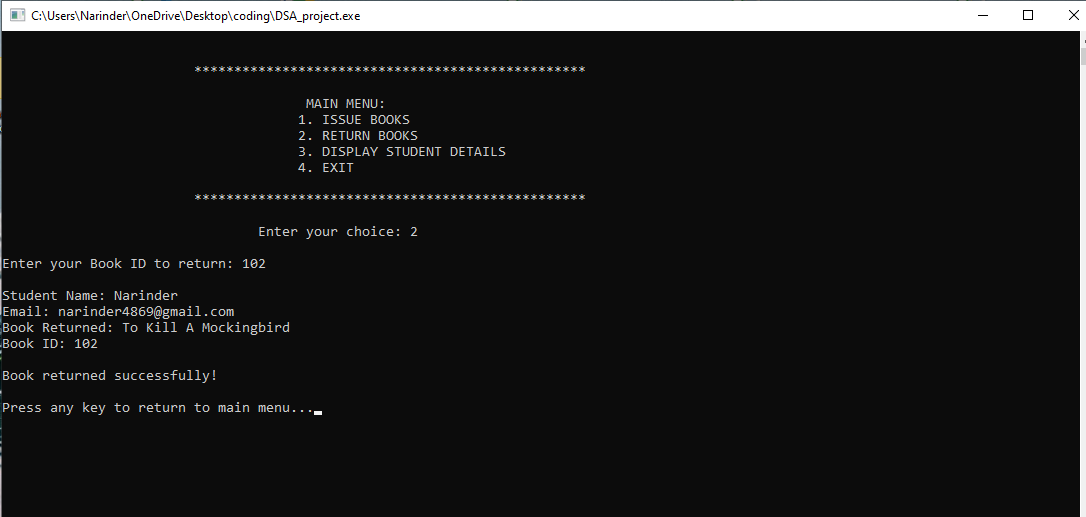 C:\Users\Narinder\OneDrive\Desktop\coding\DSA_project.exe
*************************************************
MAIN MENU:
1. ISSUE BOOKS
2. RETURN BOOKS
3. DISPLAY STUDENT DETAILS
4. EXIT
*************************************************
Enter your choice: 2
Enter your Book ID to return: 102
Student Name: Narinder
Email: narinder4869@gmail.com
Book Returned: To Kill A Mockingbird
Book ID: 102
Book returned successfully!
Press any key to return to main menu...